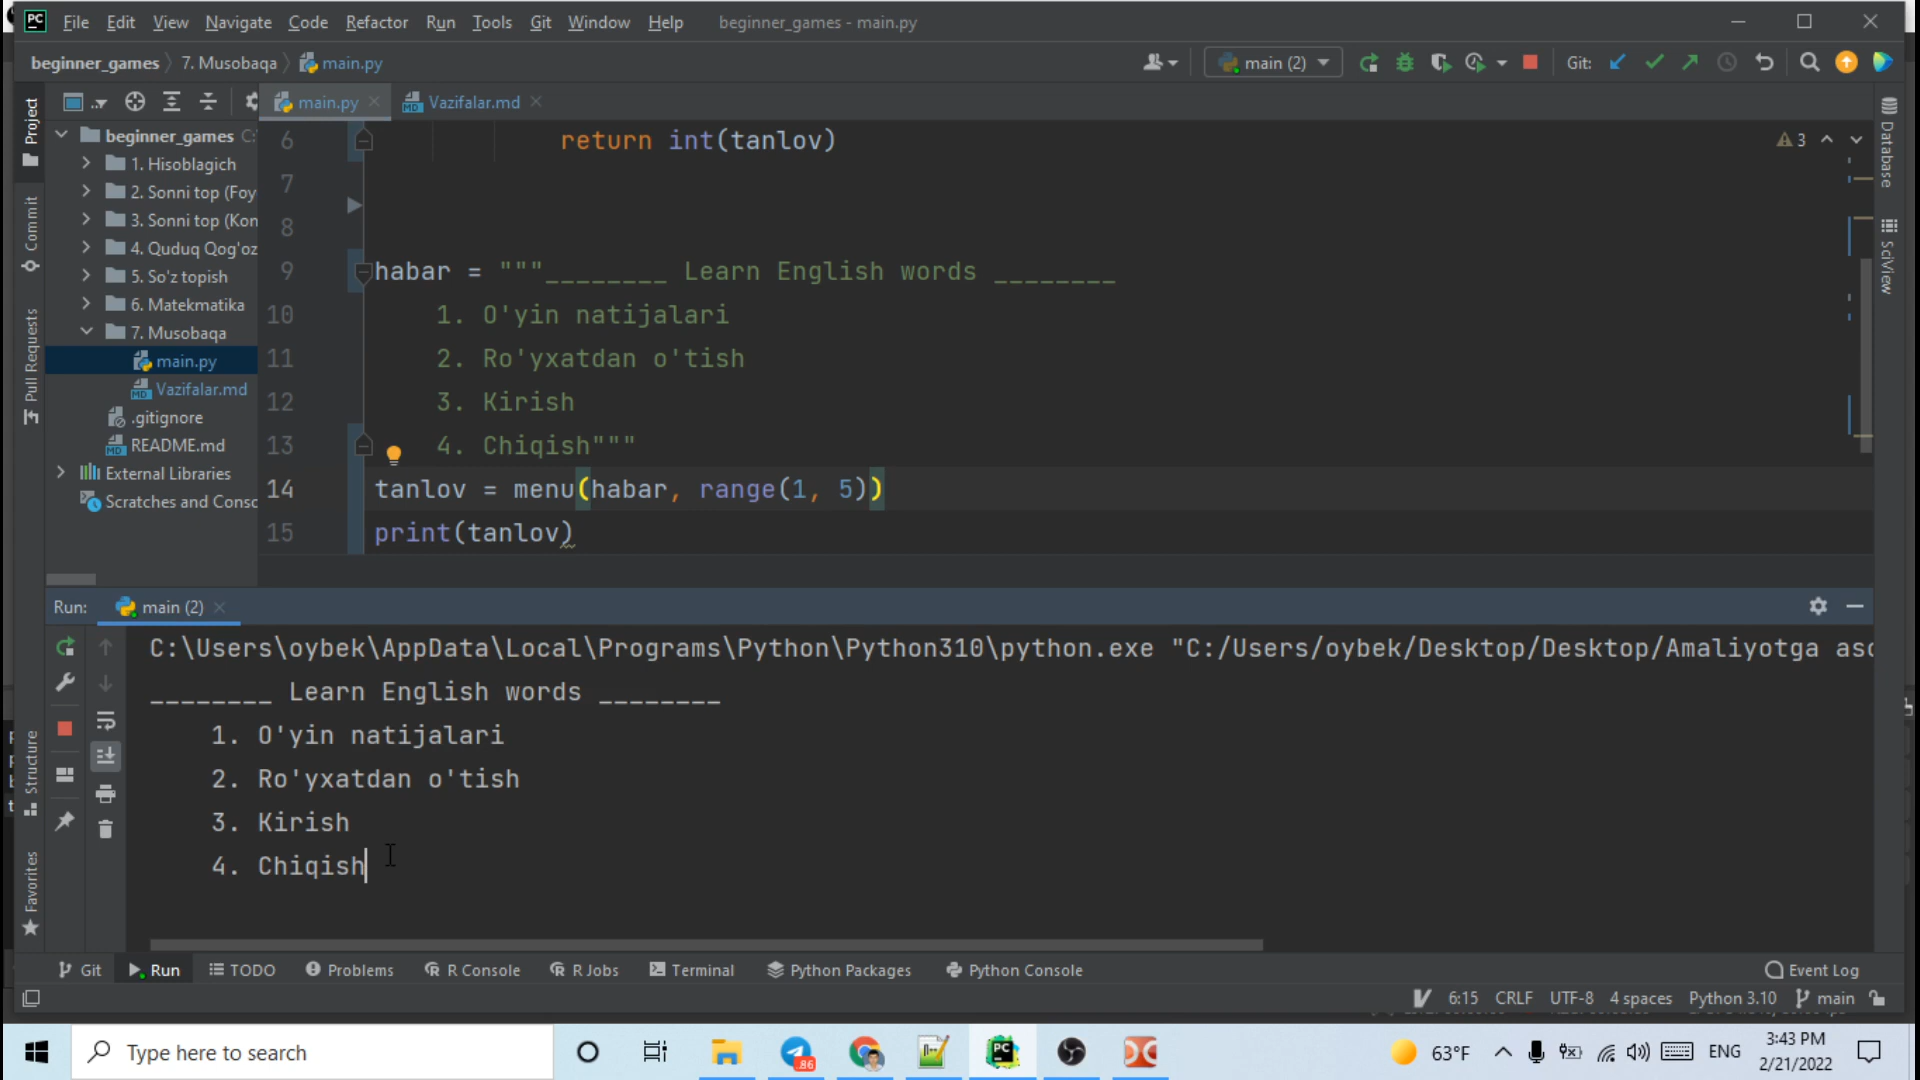 PC File Edit View Navigate Code Refactor Run Tools Git Window Help beginner_games - main.py
beginner_games 7. Musobaqa main.py main (2) Git:
main.py Vazifalar.md
Project
Commit
Pull Requests
Structure
Favorites
beginner_games C:
1. Hisoblagich
2. Sonni top (Foy
3. Sonni top (Kon
4. Quduq Qog'oz
5. So'z topish
6. Matekmatika
7. Musobaqa
main.py
Vazifalar.md
.gitignore
README.md
External Libraries
Scratches and Consc
6 return int(tanlov)
7
8
9 habar = """________ Learn English words ________
10 1. O'yin natijalari
11 2. Ro'yxatdan o'tish
12 3. Kirish
13 4. Chiqish"""
14 tanlov = menu(habar, range(1, 5))
15 print(tanlov)
3
Database
SciView
Run: main (2)
C:\Users\oybek\AppData\Local\Programs\Python\Python310\python.exe "C:/Users/oybek/Desktop/Desktop/Amaliyotga asc
________ Learn English words ________
1. O'yin natijalari
2. Ro'yxatdan o'tish
3. Kirish
4. Chiqish
Git Run TODO Problems R Console R Jobs Terminal Python Packages Python Console Event Log
6:15 CRLF UTF-8 4 spaces Python 3.10 main
Type here to search 86 PC 63°F ENG 3:43 PM
2/21/2022